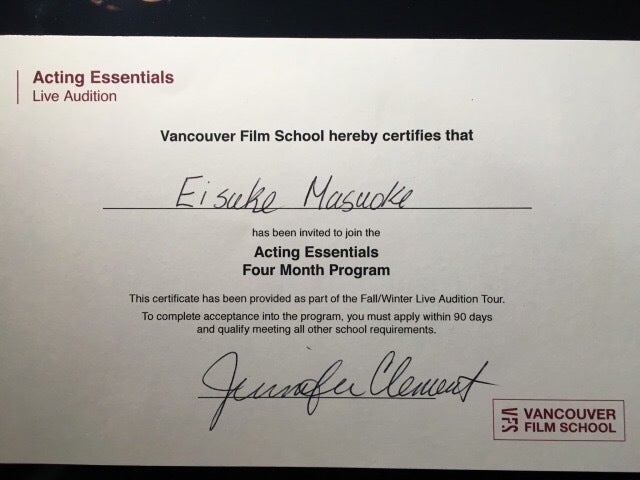 Acting Essentials
Live Audition
Vancouver Film School hereby certifies that
Eisuke Masuoke
has been invited to join the
Acting Essentials
Four Month Program
This certificate has been provided as part of the Fall/Winter Live Audition Tour.
To complete acceptance into the program, you must apply within 90 days
and qualify meeting all other school requirements.
Jennifer Clement
VFS VANCOUVER
FILM SCHOOL